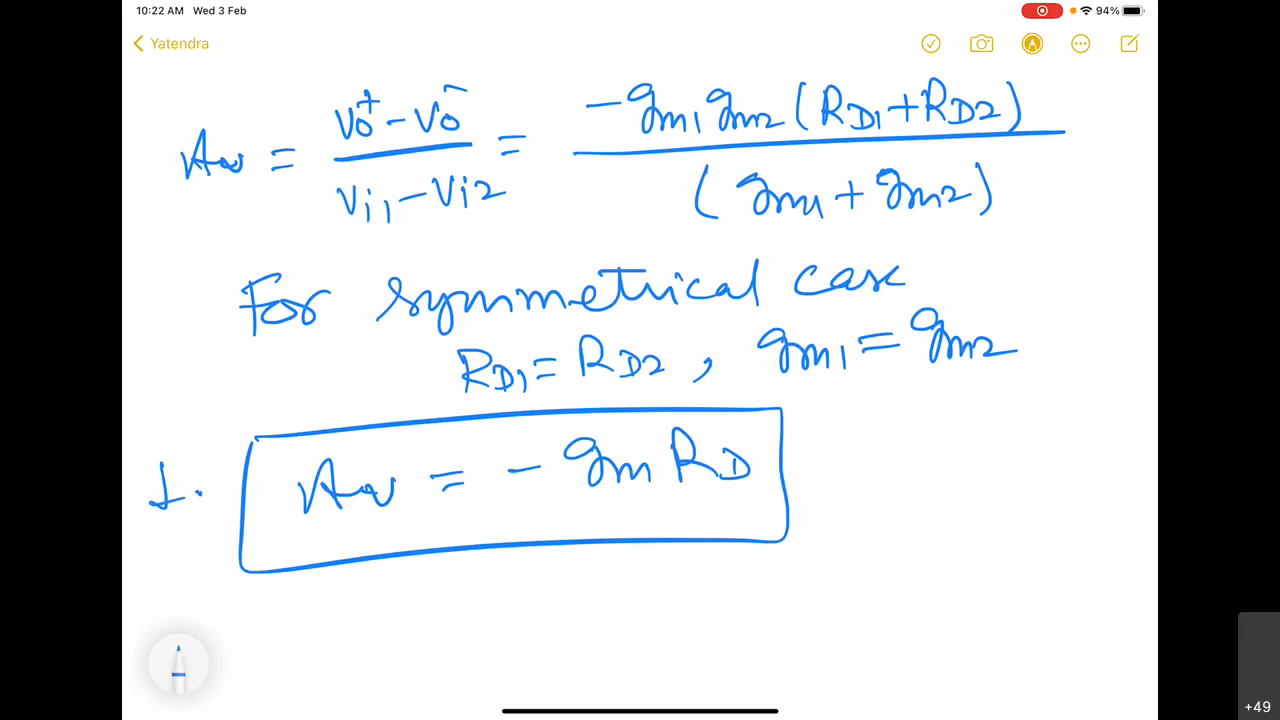 10:22 AM Wed 3 Feb 94%
Yatendra
Av = (vo+ - vo-) / (vi1 - vi2) = -gm1 gm2 (RD1 + RD2) / (gm1 + gm2)
For symmetrical case
RD1 = RD2 , gm1 = gm2
1. Av = - gm RD
+49